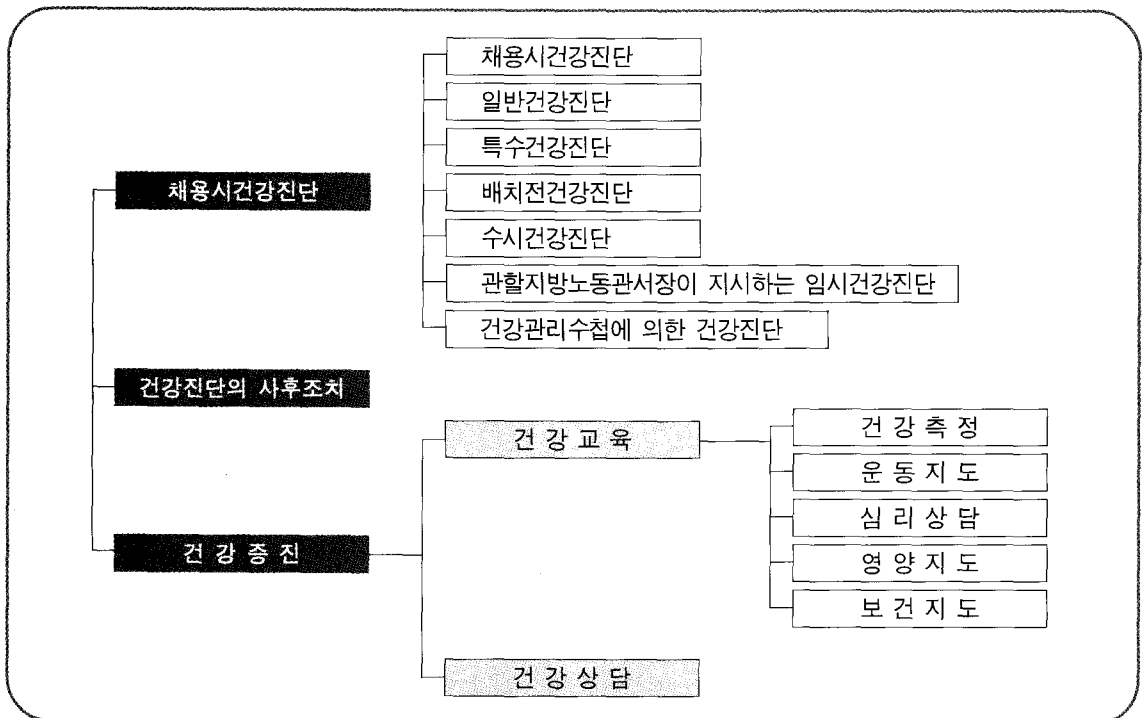 채용시건강진단
일반건강진단
특수건강진단
채용시건강진단
배치전건강진단
수시건강진단
관할지방노동관서장이 지시하는 임시건강진단
건강관리수첩에 의한 건강진단
건강진단의 사후조치
건 강 교 육
건 강 측 정
운 동 지 도
심 리 상 담
건 강 증 진
영 양 지 도
보 건 지 도
건 강 상 담